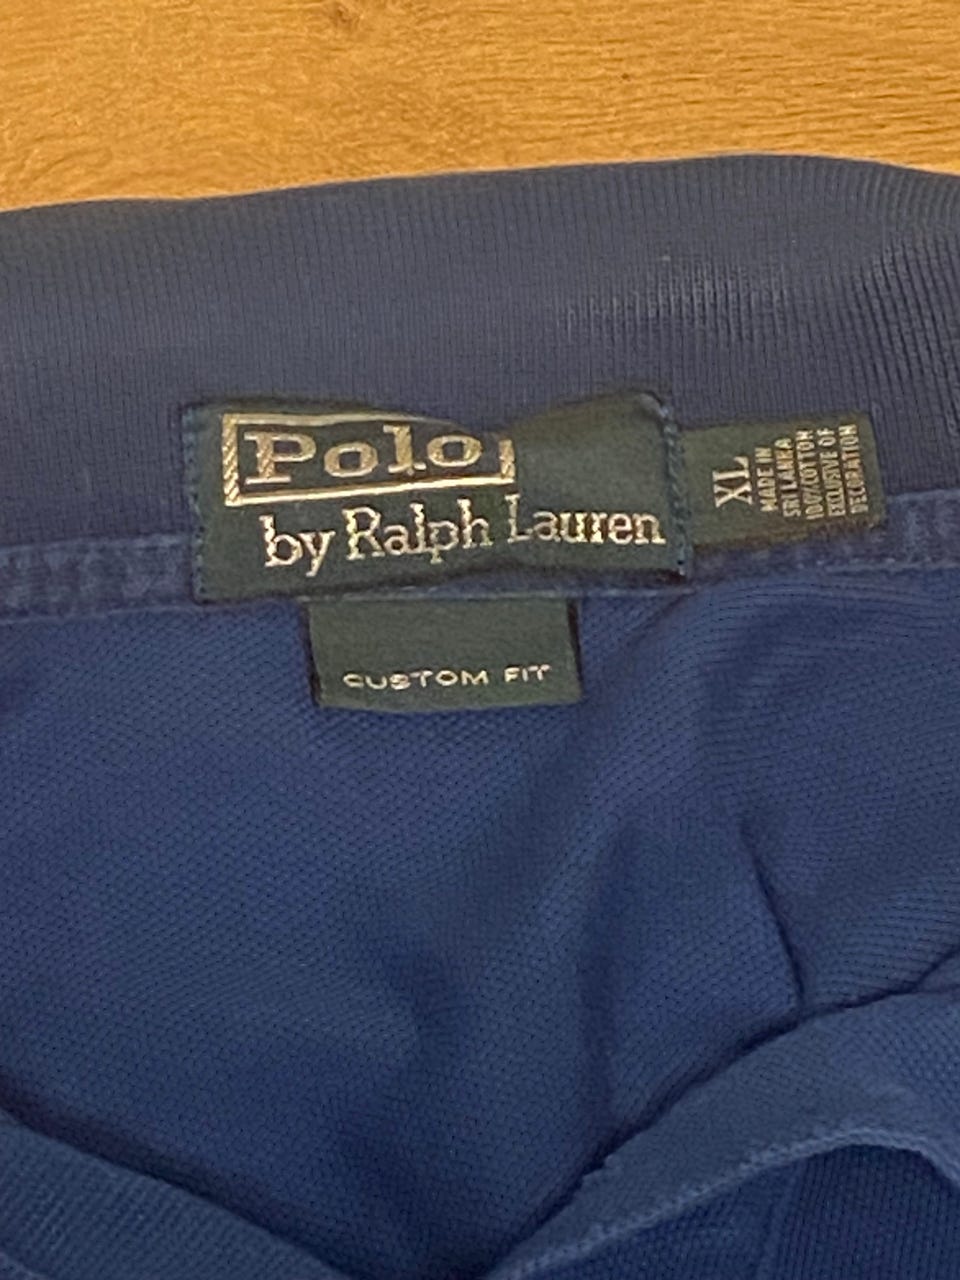 Polo
by Ralph Lauren
CUSTOM FIT
XL
MADE IN
SRI LANKA
100%COTTON
EXCLUSIVE OF
DECORATION